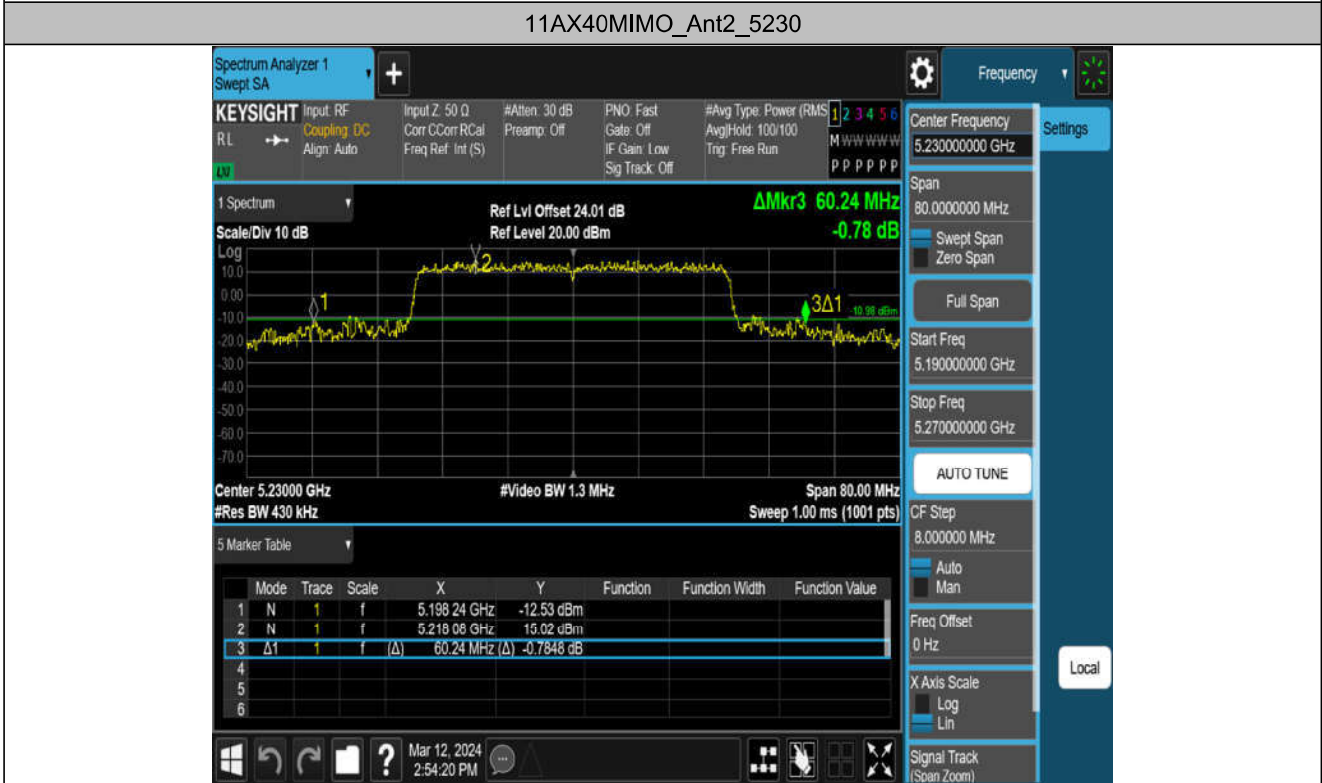 11AX40MIMO_Ant2_5230
Spectrum Analyzer 1
Swept SA
Frequency
KEYSIGHT Input: RF Input Z: 50 Ω #Atten: 30 dB PNO: Fast #Avg Type: Power (RMS 1 2 3 4 5 6
RL Coupling: DC Corr CCorr RCal Preamp: Off Gate: Off Avg|Hold: 100/100 M W W W W W
Align: Auto Freq Ref: Int (S) IF Gain: Low Trig: Free Run
Sig Track: Off P P P P P P
Center Frequency
5.230000000 GHz
Settings
Span
80.0000000 MHz
Swept Span
Zero Span
Full Span
Start Freq
5.190000000 GHz
Stop Freq
5.270000000 GHz
AUTO TUNE
CF Step
8.000000 MHz
Auto
Man
Freq Offset
0 Hz
X Axis Scale
Log
Lin
Signal Track
(Span Zoom)
Local
1 Spectrum
Ref Lvl Offset 24.01 dB ΔMkr3 60.24 MHz
Scale/Div 10 dB Ref Level 20.00 dBm -0.78 dB
Log
10.0
0.00
-10.0
-20.0
-30.0
-40.0
-50.0
-60.0
-70.0
1
2
3Δ1
-10.98 dBm
Center 5.23000 GHz #Video BW 1.3 MHz Span 80.00 MHz
#Res BW 430 kHz Sweep 1.00 ms (1001 pts)
5 Marker Table
Mode Trace Scale X Y Function Function Width Function Value
1 N 1 f 5.198 24 GHz -12.53 dBm
2 N 1 f 5.218 08 GHz 15.02 dBm
3 Δ1 1 f (Δ) 60.24 MHz (Δ) -0.7848 dB
4
5
6
Mar 12, 2024
2:54:20 PM